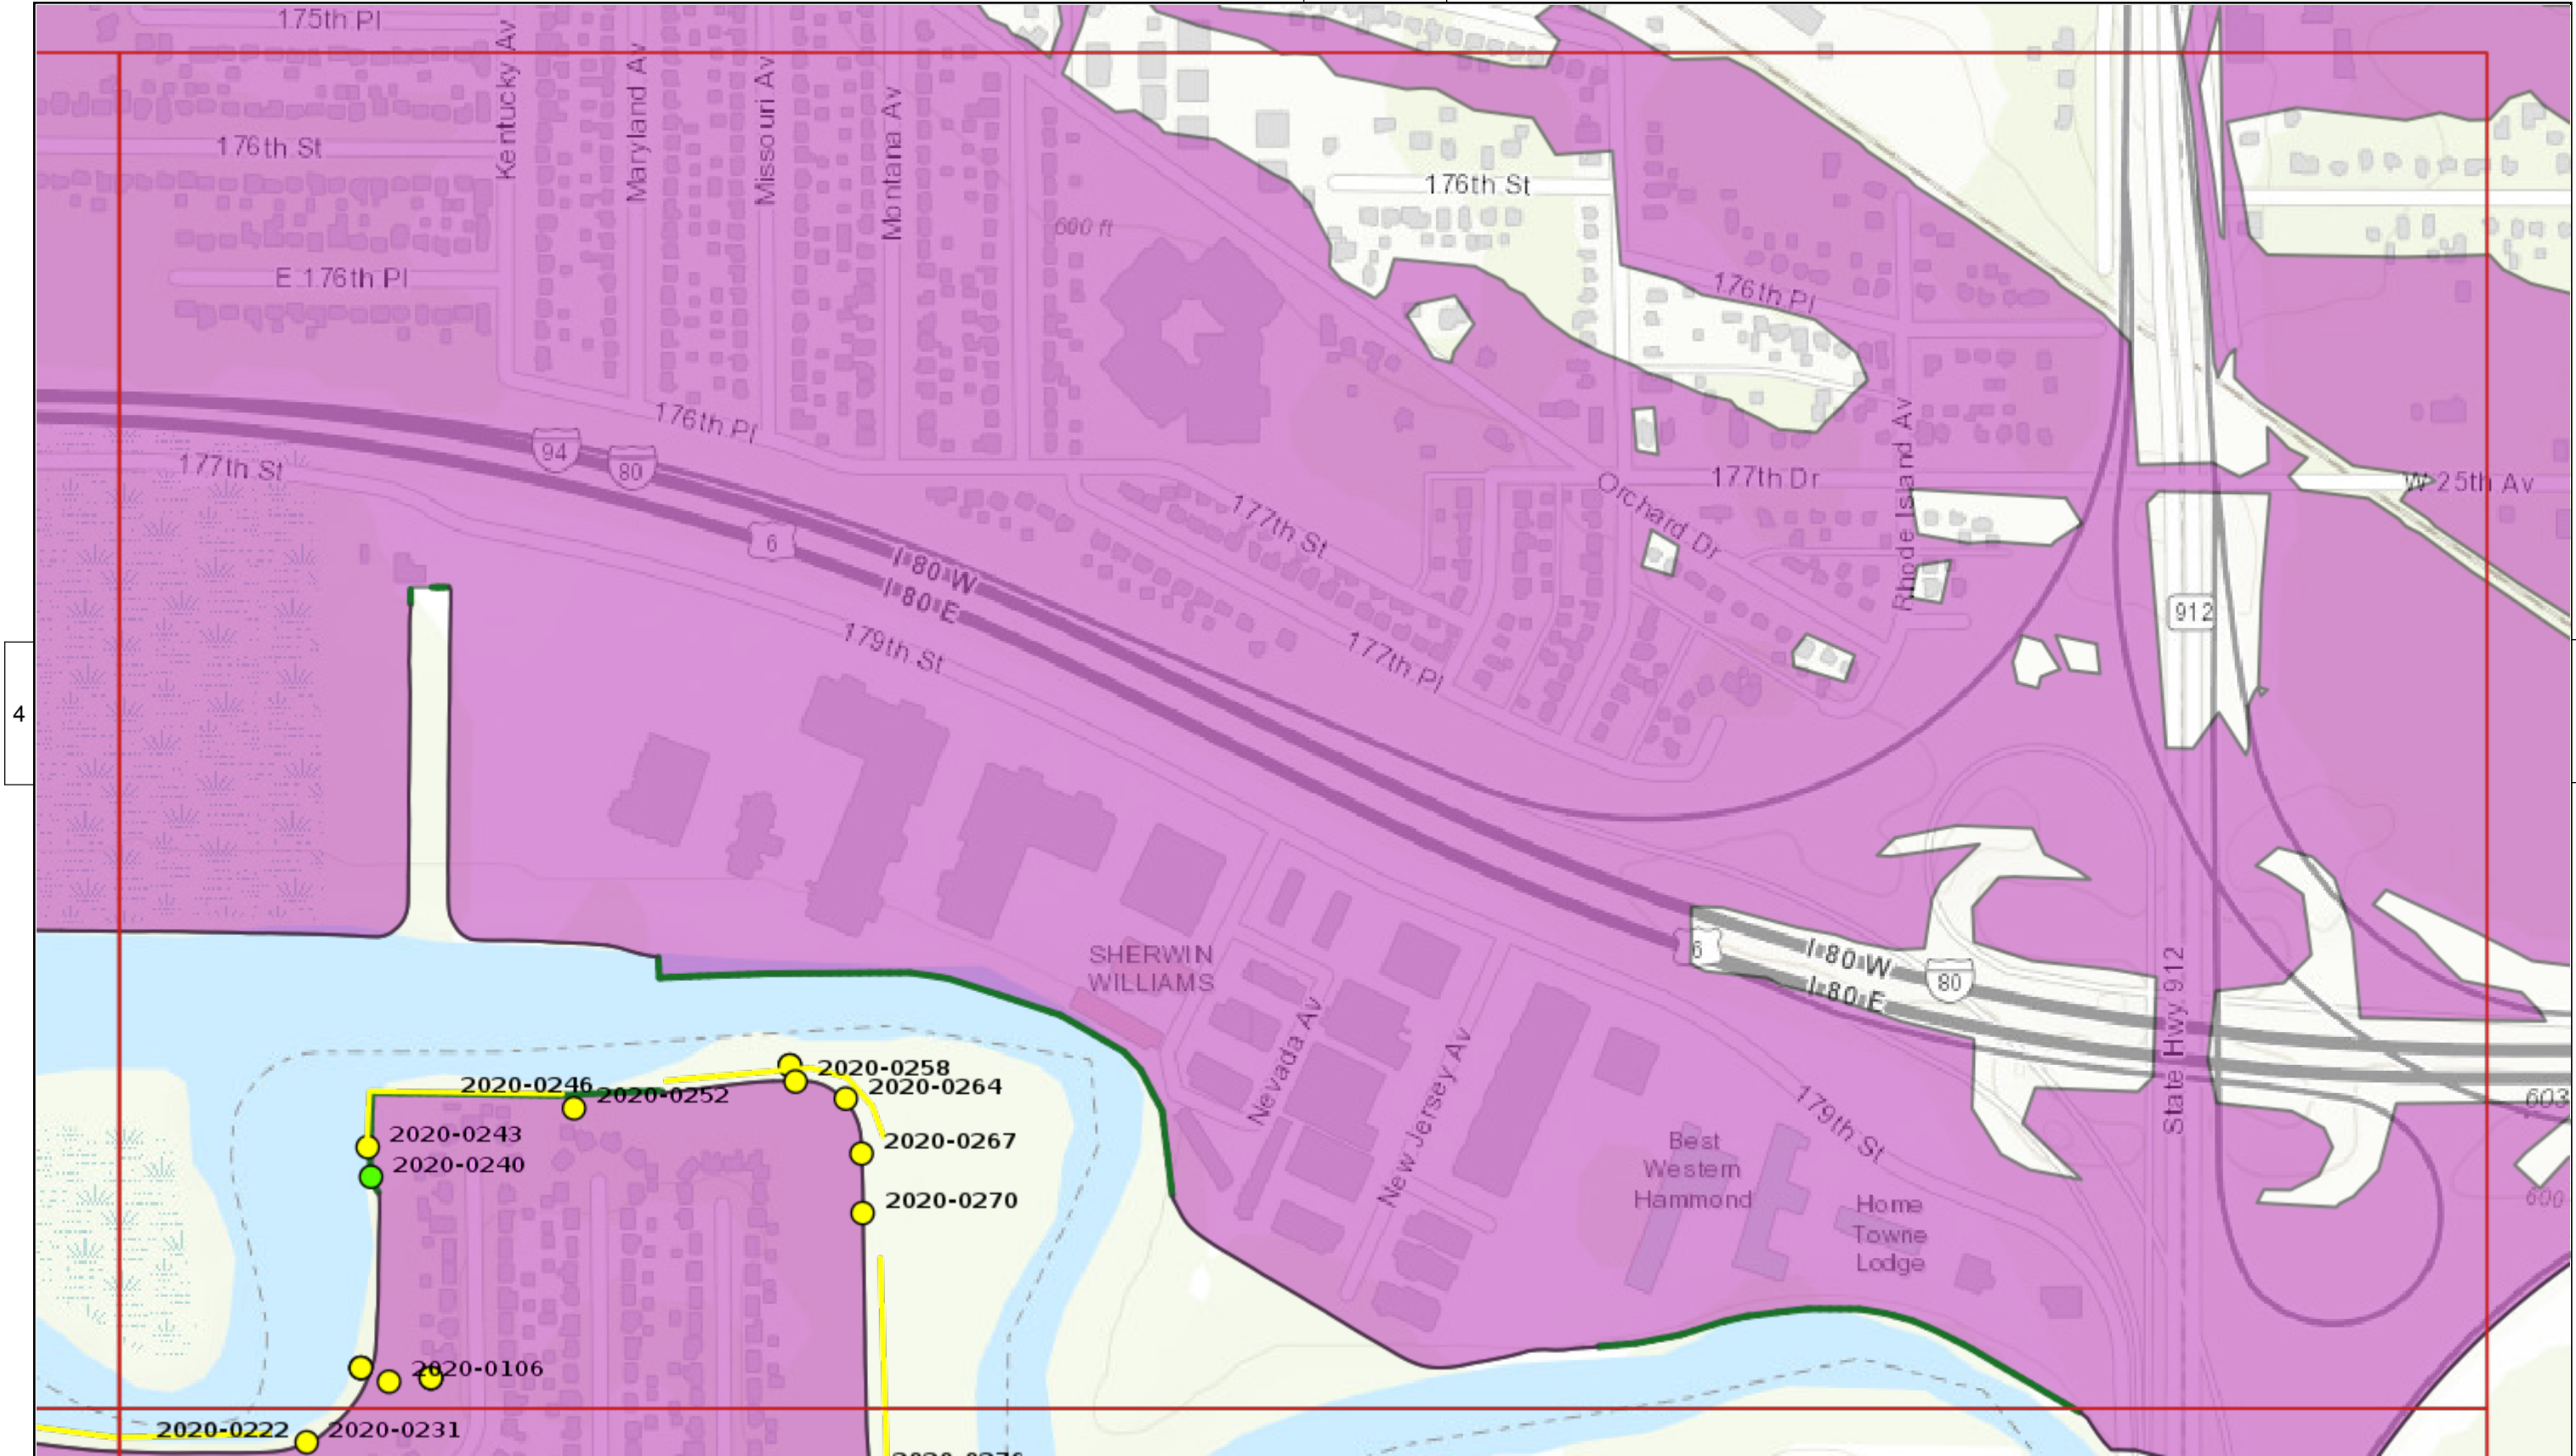 175th Pl
176th St
E 176th Pl
Kentucky Av
Maryland Av
Missouri Av
Montana Av
600 ft
176th St
176th Pl
176th Pl
177th St
94
80
6
I 80 W
I 80 E
177th St
177th Pl
Orchard Dr
177th Dr
Rhode Island Av
W 25th Av
912
4
179th St
SHERWIN
WILLIAMS
6
I 80 W
80
I 80 E
State Hwy 912
Nevada Av
New Jersey Av
179th St
603
600
Best
Western
Hammond
Home
Towne
Lodge
2020-0258
2020-0246
2020-0252
2020-0264
2020-0243
2020-0267
2020-0240
2020-0270
2020-0106
2020-0222
2020-0231